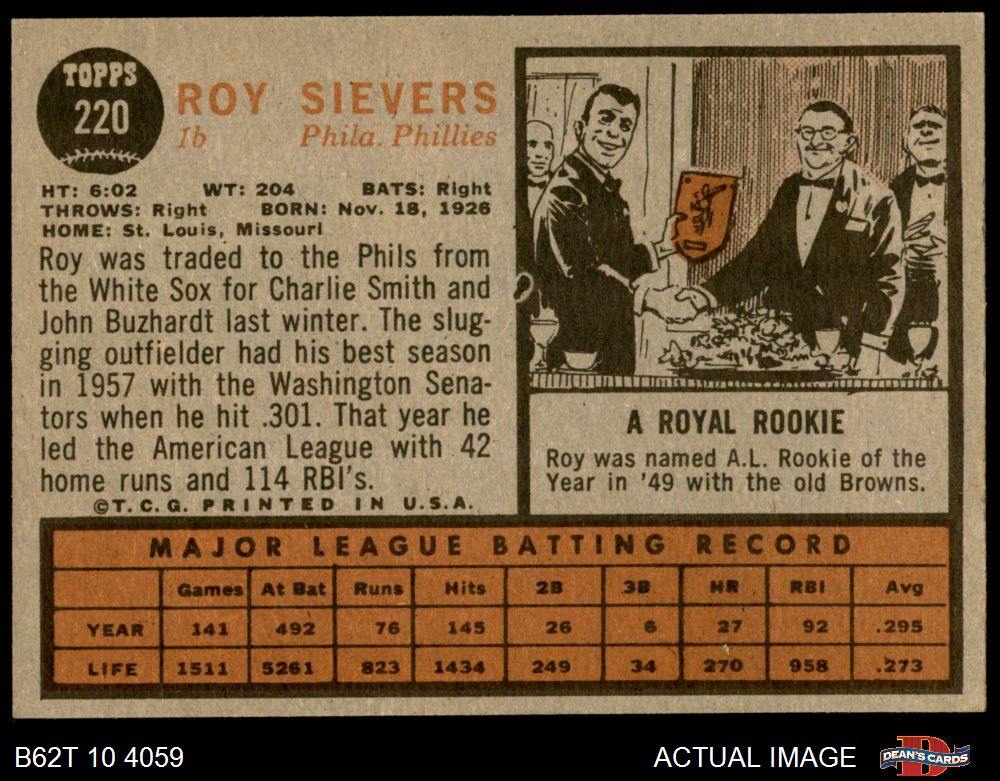 TOPPS
220
ROY SIEVERS
1b Phila. Phillies
HT: 6:02 WT: 204 BATS: Right
THROWS: Right BORN: Nov. 18, 1926
HOME: St. Louis, Missouri
Roy was traded to the Phils from
the White Sox for Charlie Smith and
John Buzhardt last winter. The slug-
ging outfielder had his best season
in 1957 with the Washington Sena-
tors when he hit .301. That year he
led the American League with 42
home runs and 114 RBI's.
©T.C.G. PRINTED IN U.S.A.
A ROYAL ROOKIE
Roy was named A.L. Rookie of the
Year in '49 with the old Browns.
MAJOR LEAGUE BATTING RECORD
Games At Bat Runs Hits 2B 3B HR RBI Avg
YEAR 141 492 76 145 26 6 27 92 .295
LIFE 1511 5261 823 1434 249 34 270 958 .273
B62T 10 4059 ACTUAL IMAGE DEAN'S CARDS